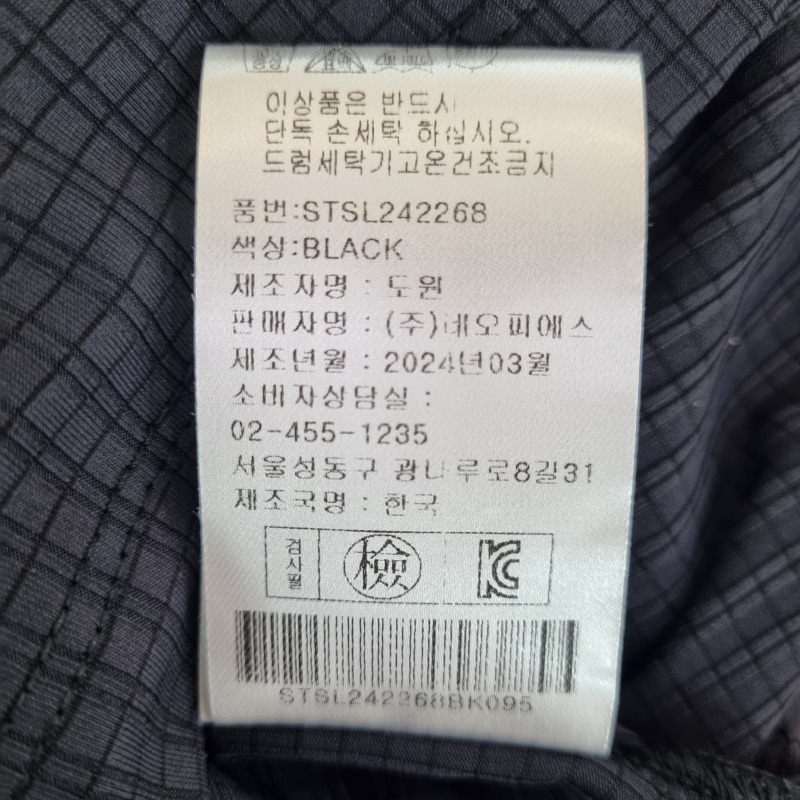 이상품은 반드시
단독 손세탁 하십시오.
드럼세탁기고온건조금지
품번:STSL242268
색상:BLACK
제조자명 : 도원
판매자명 : (주)네오피에스
제조년월 : 2024년03월
소비자상담실 :
02-455-1235
서울성동구 광나루로8길31
제조국명 : 한국
검사필 檢 KC
STSL242268BK095